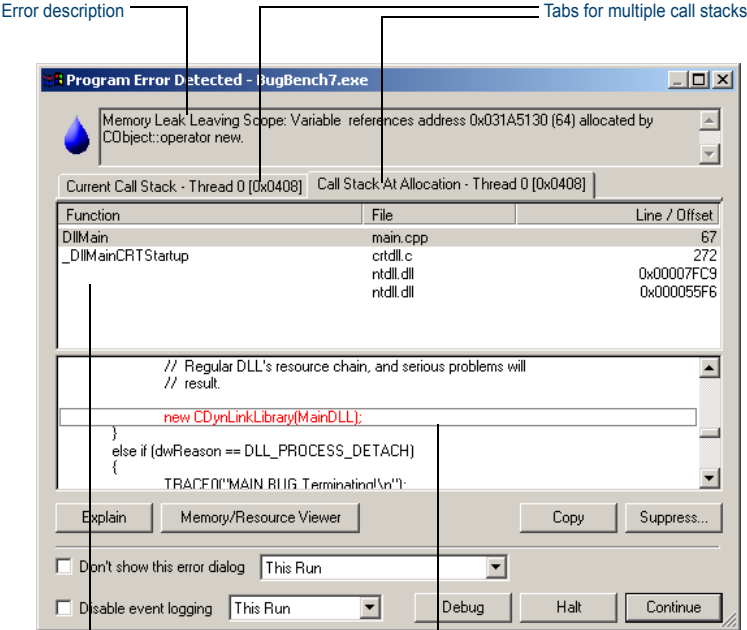 Error description
Tabs for multiple call stacks
Program Error Detected - BugBench7.exe
Memory Leak Leaving Scope: Variable references address 0x031A5130 (64) allocated by
CObject::operator new.
Current Call Stack - Thread 0 [0x0408]
Call Stack At Allocation - Thread 0 [0x0408]
Function File Line / Offset
DllMain main.cpp 67
_DllMainCRTStartup crtdll.c 272
ntdll.dll 0x00007FC9
ntdll.dll 0x000055F6
// Regular DLL's resource chain, and serious problems will
// result.
new CDynLinkLibrary(MainDLL);
}
else if (dwReason == DLL_PROCESS_DETACH)
{
TRACE0("MAIN BUG Terminating!\n");
Explain Memory/Resource Viewer Copy Suppress...
Don't show this error dialog This Run
Disable event logging This Run Debug Halt Continue